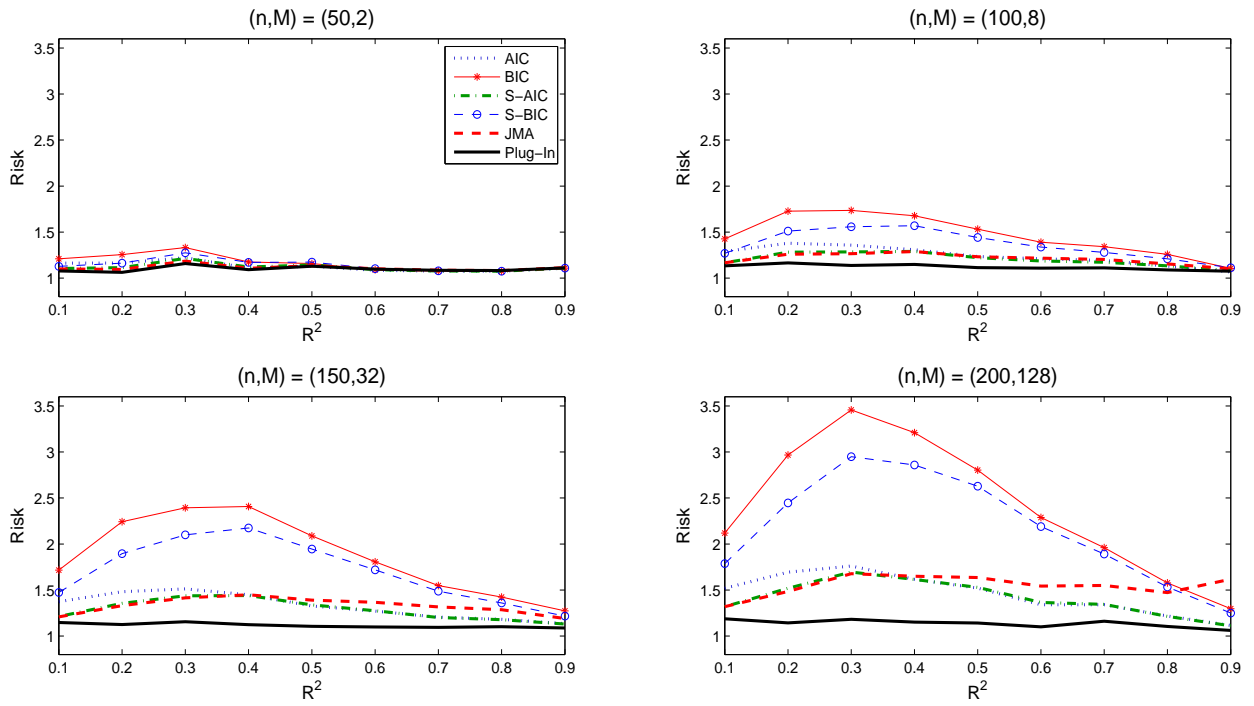 (n,M) = (50,2)
3.5
3
2.5
2
1.5
1
Risk
0.1 0.2 0.3 0.4 0.5 0.6 0.7 0.8 0.9
R²
AIC
BIC
S−AIC
S−BIC
JMA
Plug−In
(n,M) = (100,8)
3.5
3
2.5
2
1.5
1
Risk
0.1 0.2 0.3 0.4 0.5 0.6 0.7 0.8 0.9
R²
(n,M) = (150,32)
3.5
3
2.5
2
1.5
1
Risk
0.1 0.2 0.3 0.4 0.5 0.6 0.7 0.8 0.9
R²
(n,M) = (200,128)
3.5
3
2.5
2
1.5
1
Risk
0.1 0.2 0.3 0.4 0.5 0.6 0.7 0.8 0.9
R²